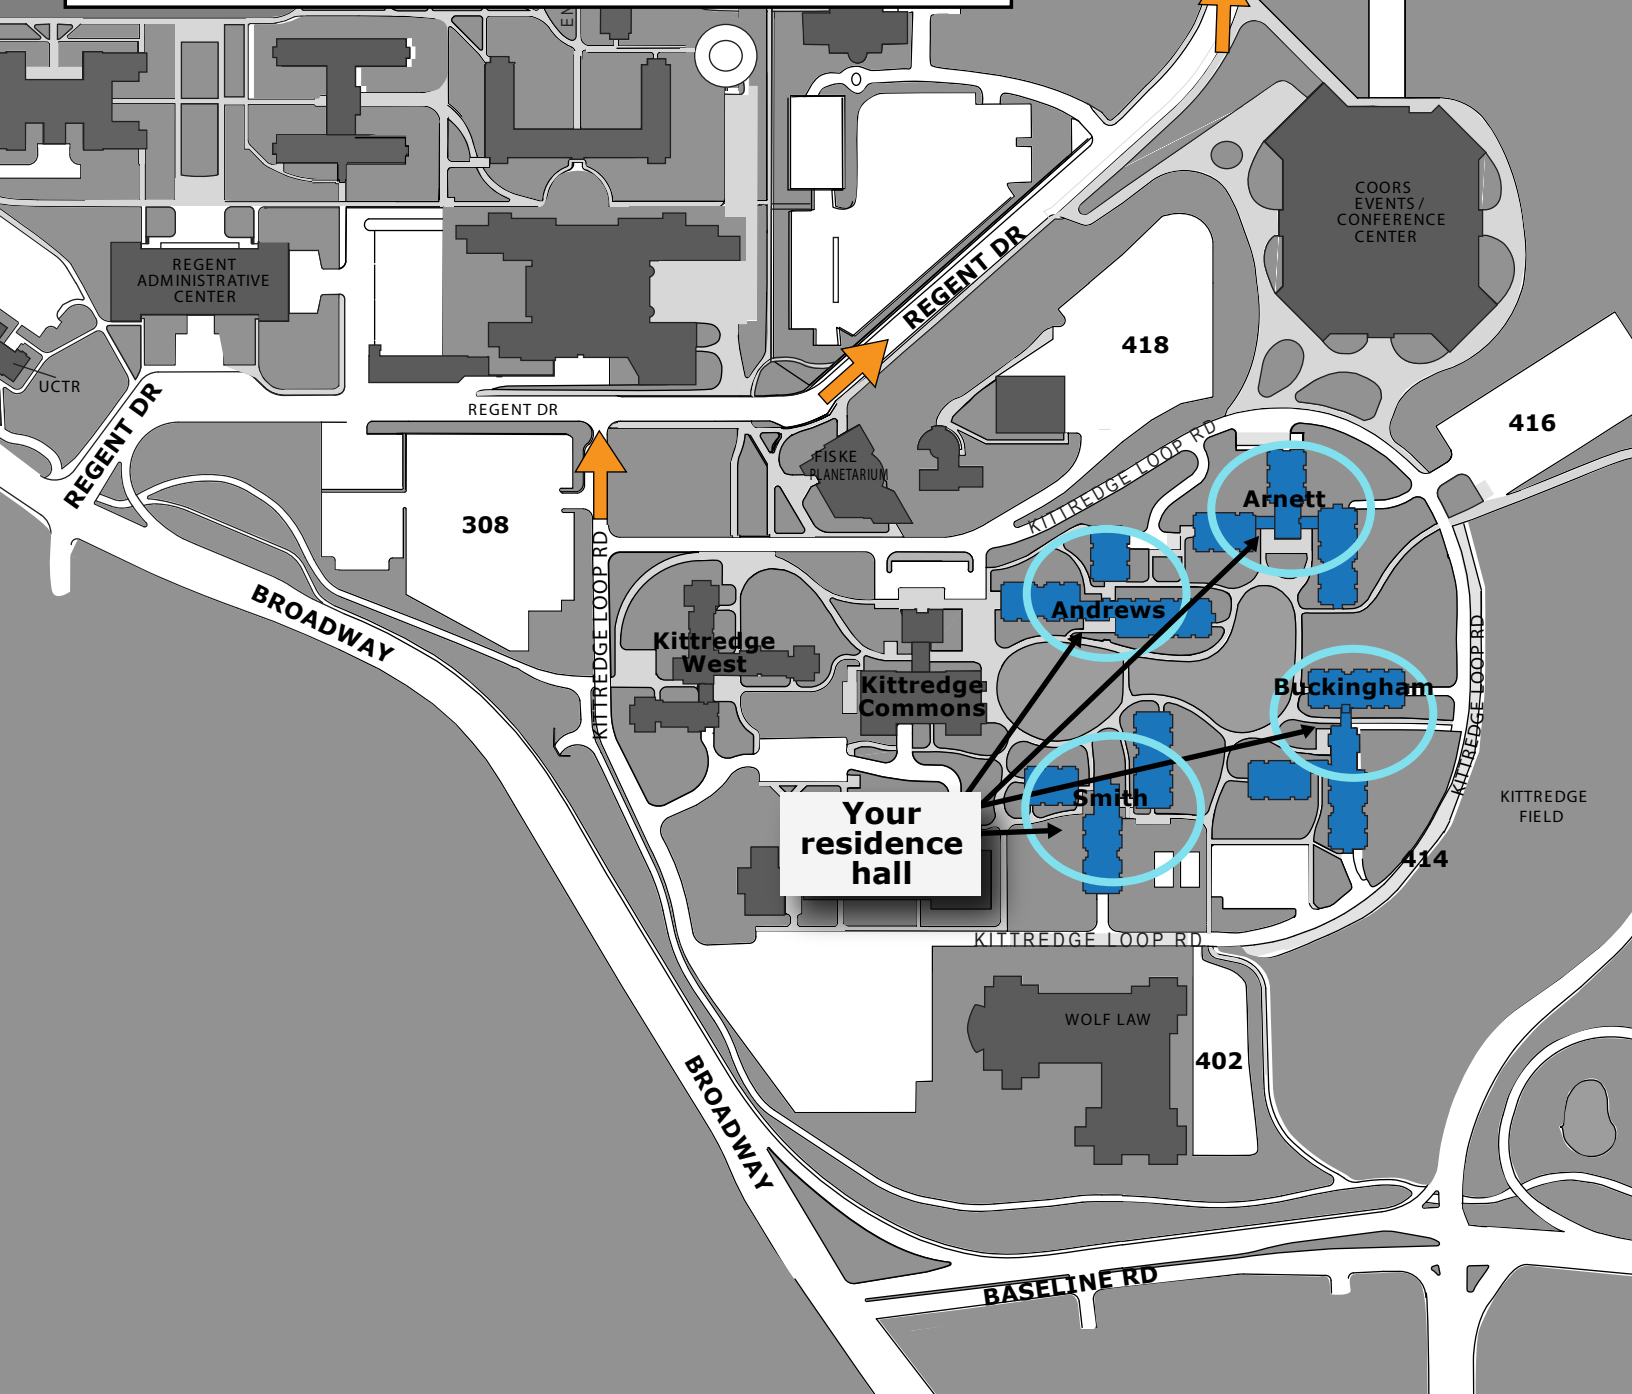 EN
COORS
EVENTS /
CONFERENCE
CENTER
REGENT
ADMINISTRATIVE
CENTER
REGENT DR
418
UCTR
REGENT DR
REGENT DR
416
KITTREDGE LOOP RD
FISKE
PLANETARIUM
Arnett
308
KITTREDGE LOOP RD
BROADWAY
Andrews
Kittredge
West
KITTREDGE LOOP RD
Kittredge
Commons
Buckingham
Smith
KITTREDGE
FIELD
Your
residence
hall
414
KITTREDGE LOOP RD
WOLF LAW
402
BROADWAY
BASELINE RD